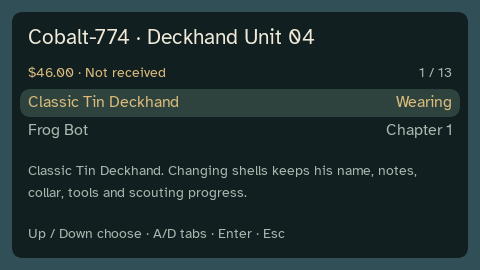 Cobalt-774 · Deckhand Unit 04
$46.00 · Not received 1 / 13
Classic Tin Deckhand Wearing
Frog Bot Chapter 1
Classic Tin Deckhand. Changing shells keeps his name, notes,
collar, tools and scouting progress.
Up / Down choose · A/D tabs · Enter · Esc